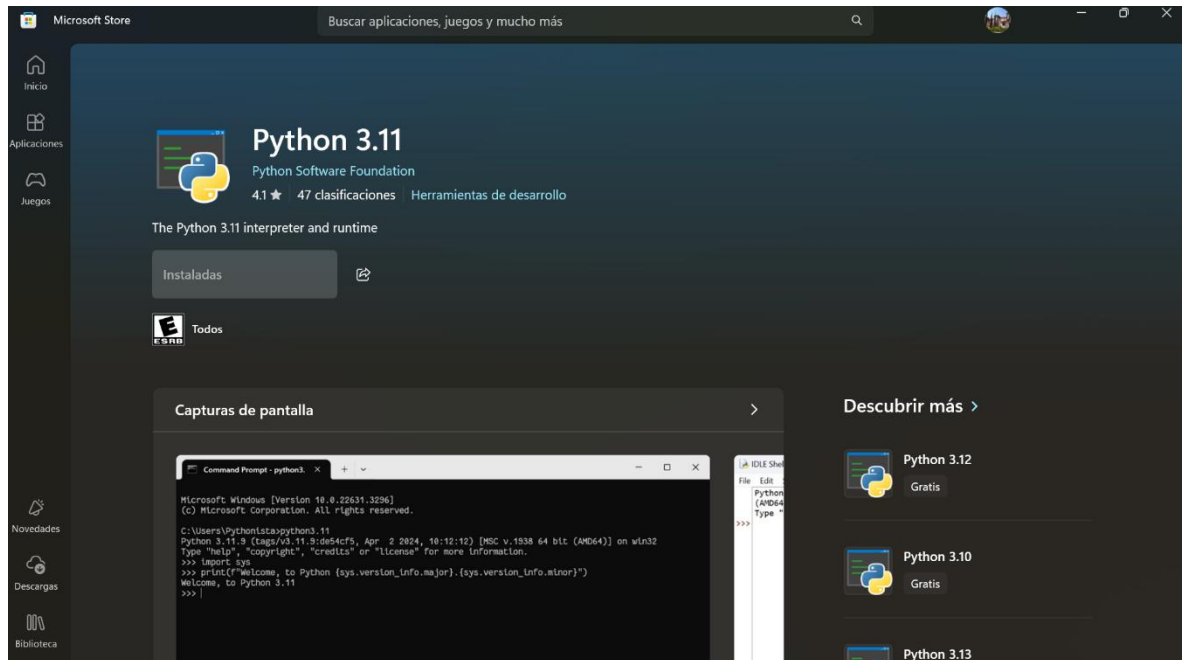 Microsoft Store
Buscar aplicaciones, juegos y mucho más
Inicio
Aplicaciones
Juegos
Python 3.11
Python Software Foundation
4.1 ★ 47 clasificaciones Herramientas de desarrollo
The Python 3.11 interpreter and runtime
Instaladas
E
ESRB
Todos
Capturas de pantalla
Command Prompt - python3.
Microsoft Windows [Version 10.0.22631.3296]
(c) Microsoft Corporation. All rights reserved.
C:\Users\Pythonista>python3.11
Python 3.11.9 (tags/v3.11.9:de54cf5, Apr 2 2024, 10:12:12) [MSC v.1938 64 bit (AMD64)] on win32
Type "help", "copyright", "credits" or "license" for more information.
>>> import sys
>>> print(f"Welcome, to Python {sys.version_info.major}.{sys.version_info.minor}")
Welcome, to Python 3.11
>>>
IDLE Shel
File Edit
Python
(AMD64
Type "
>>>
Descubrir más
Python 3.12
Gratis
Python 3.10
Gratis
Python 3.13
Novedades
Descargas
Biblioteca